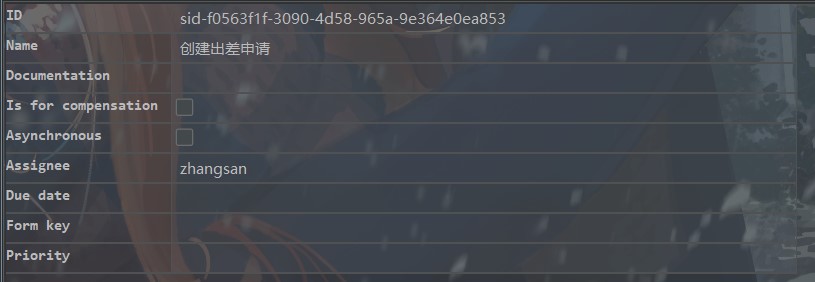 ID sid-f0563f1f-3090-4d58-965a-9e364e0ea853
Name 创建出差申请
Documentation
Is for compensation
Asynchronous
Assignee zhangsan
Due date
Form key
Priority